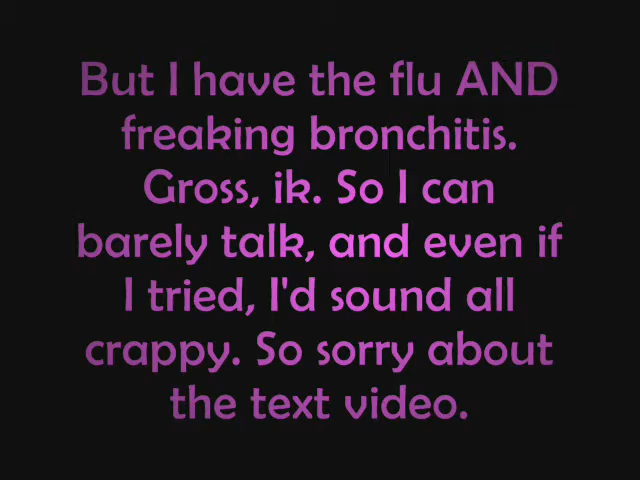 But I have the flu AND
freaking bronchitis.
Gross, ik. So I can
barely talk, and even if
I tried, I'd sound all
crappy. So sorry about
the text video.